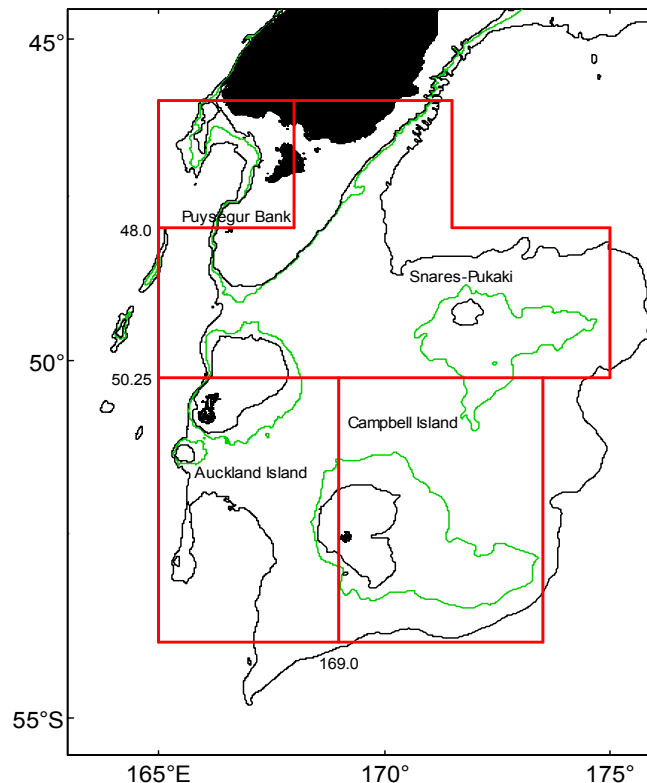 45°
Puysegur Bank
48.0
Snares-Pukaki
50°
50.25
Campbell Island
Auckland Island
169.0
55°S
165°E
170°
175°